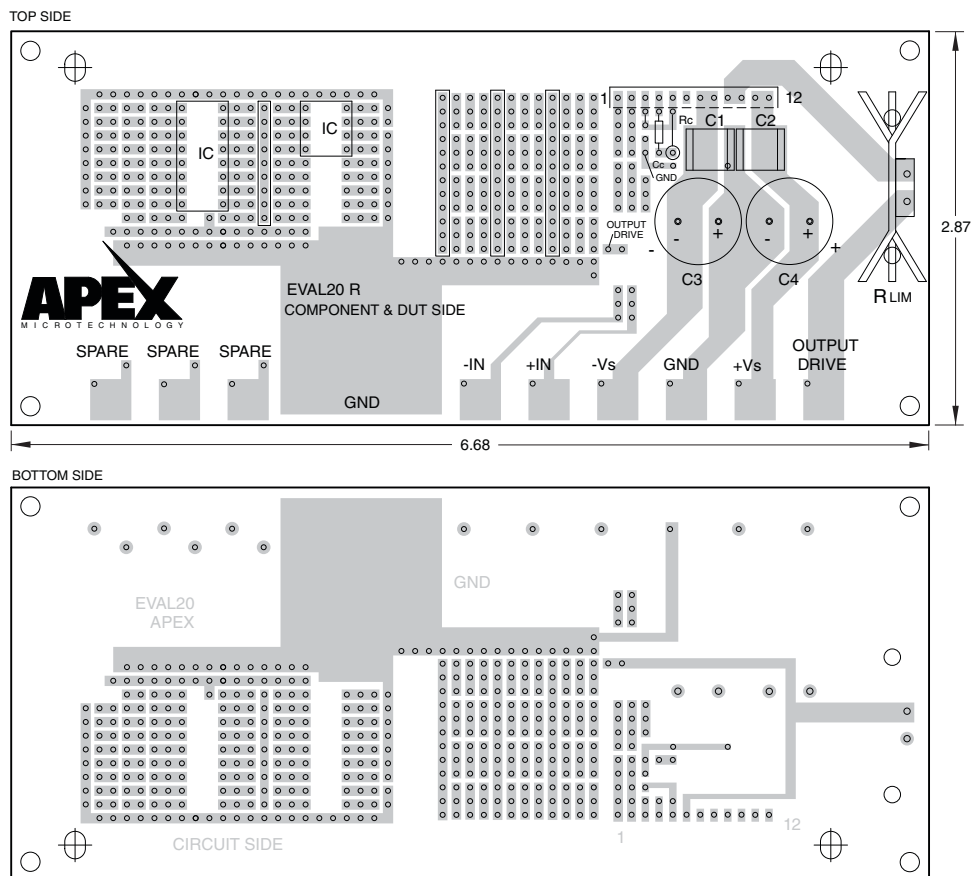 TOP SIDE
1
12
IC
IC
Rc
C1
C2
Cc
GND
OUTPUT
DRIVE
-
-
+
-
+
+
C3
C4
2.87
RLIM
APEX
MICROTECHNOLOGY
EVAL20 R
COMPONENT & DUT SIDE
SPARE
SPARE
SPARE
GND
-IN
+IN
-Vs
GND
+Vs
OUTPUT
DRIVE
6.68
BOTTOM SIDE
EVAL20
APEX
GND
CIRCUIT SIDE
1
12